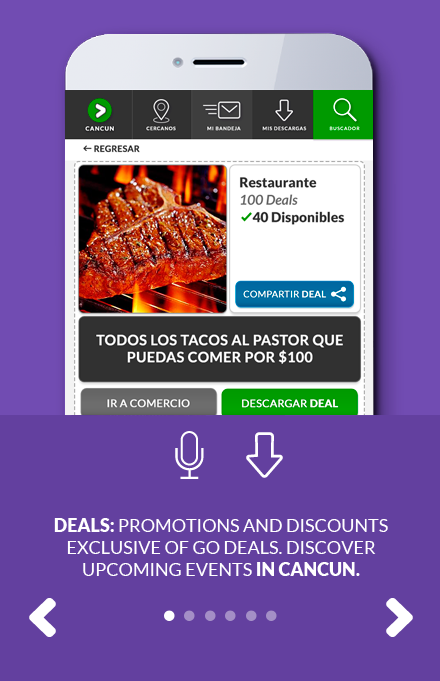 CANCUN
CERCANOS
MI BANDEJA
MIS DESCARGAS
BUSCADOR
← REGRESAR
Restaurante
100 Deals
✓40 Disponibles
COMPARTIR DEAL
TODOS LOS TACOS AL PASTOR QUE
PUEDAS COMER POR $100
IR A COMERCIO
DESCARGAR DEAL
DEALS: PROMOTIONS AND DISCOUNTS
EXCLUSIVE OF GO DEALS. DISCOVER
UPCOMING EVENTS IN CANCUN.